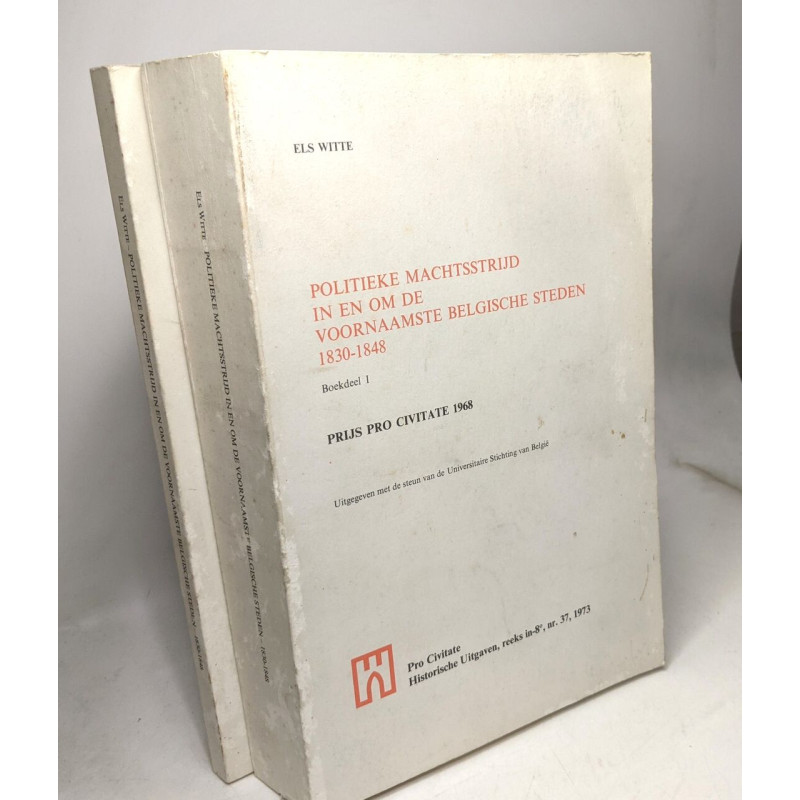 ELS WITTE – POLITIEKE MACHTSSTRIJD IN EN OM DE VOORNAAMSTE BELGISCHE STEDEN – 1830-1848
ELS WITTE – POLITIEKE MACHTSSTRIJD IN EN OM DE VOORNAAMSTE BELGISCHE STEDEN – 1830-1848
ELS WITTE
POLITIEKE MACHTSSTRIJD
IN EN OM DE
VOORNAAMSTE BELGISCHE STEDEN
1830-1848
Boekdeel 1
PRIJS PRO CIVITATE 1968
Uitgegeven met de steun van de Universitaire Stichting van België
Pro Civitate
Historische Uitgaven, reeks in-8°, nr. 37, 1973